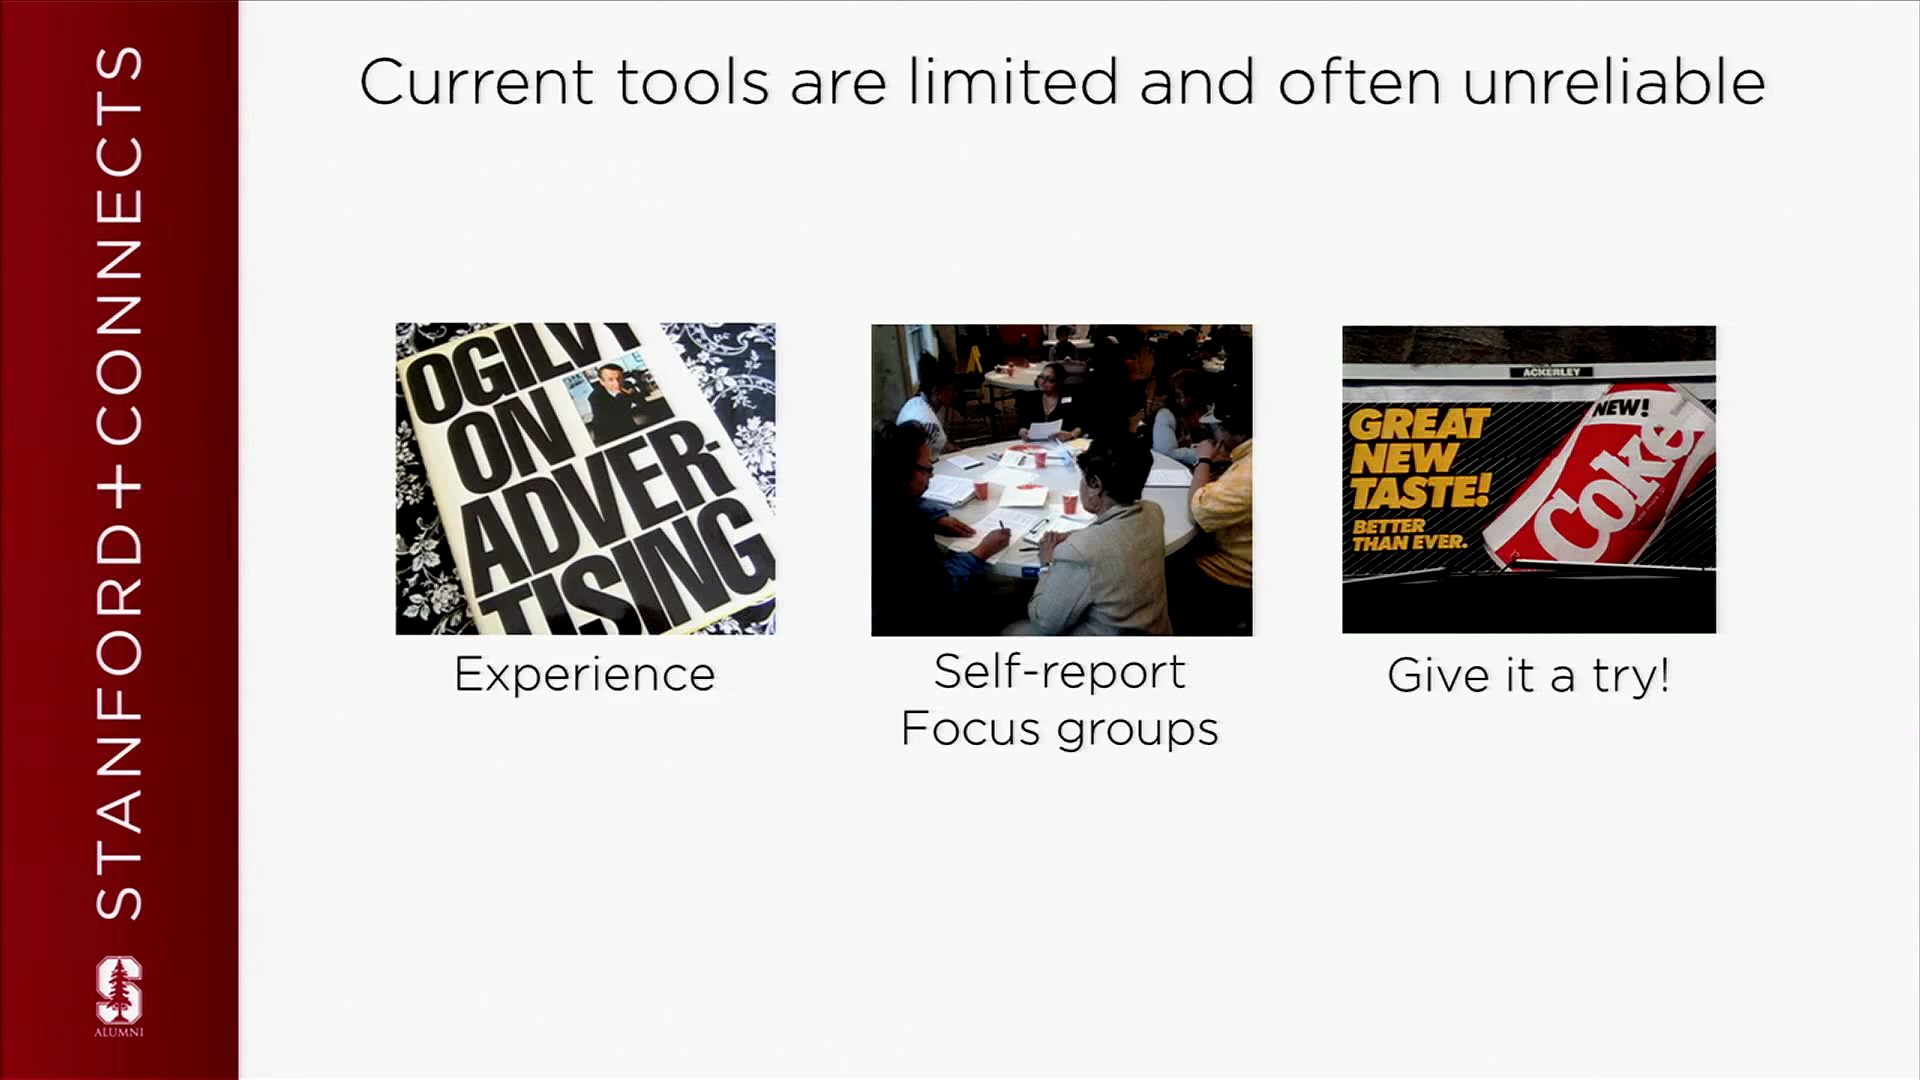 STANFORD+CONNECTS
ALUMNI
Current tools are limited and often unreliable
OGILVY
ON
ADVER-
TISING
Experience
Self-report
Focus groups
ACKERLEY
GREAT
NEW
TASTE!
BETTER
THAN EVER.
NEW!
Coke
Give it a try!